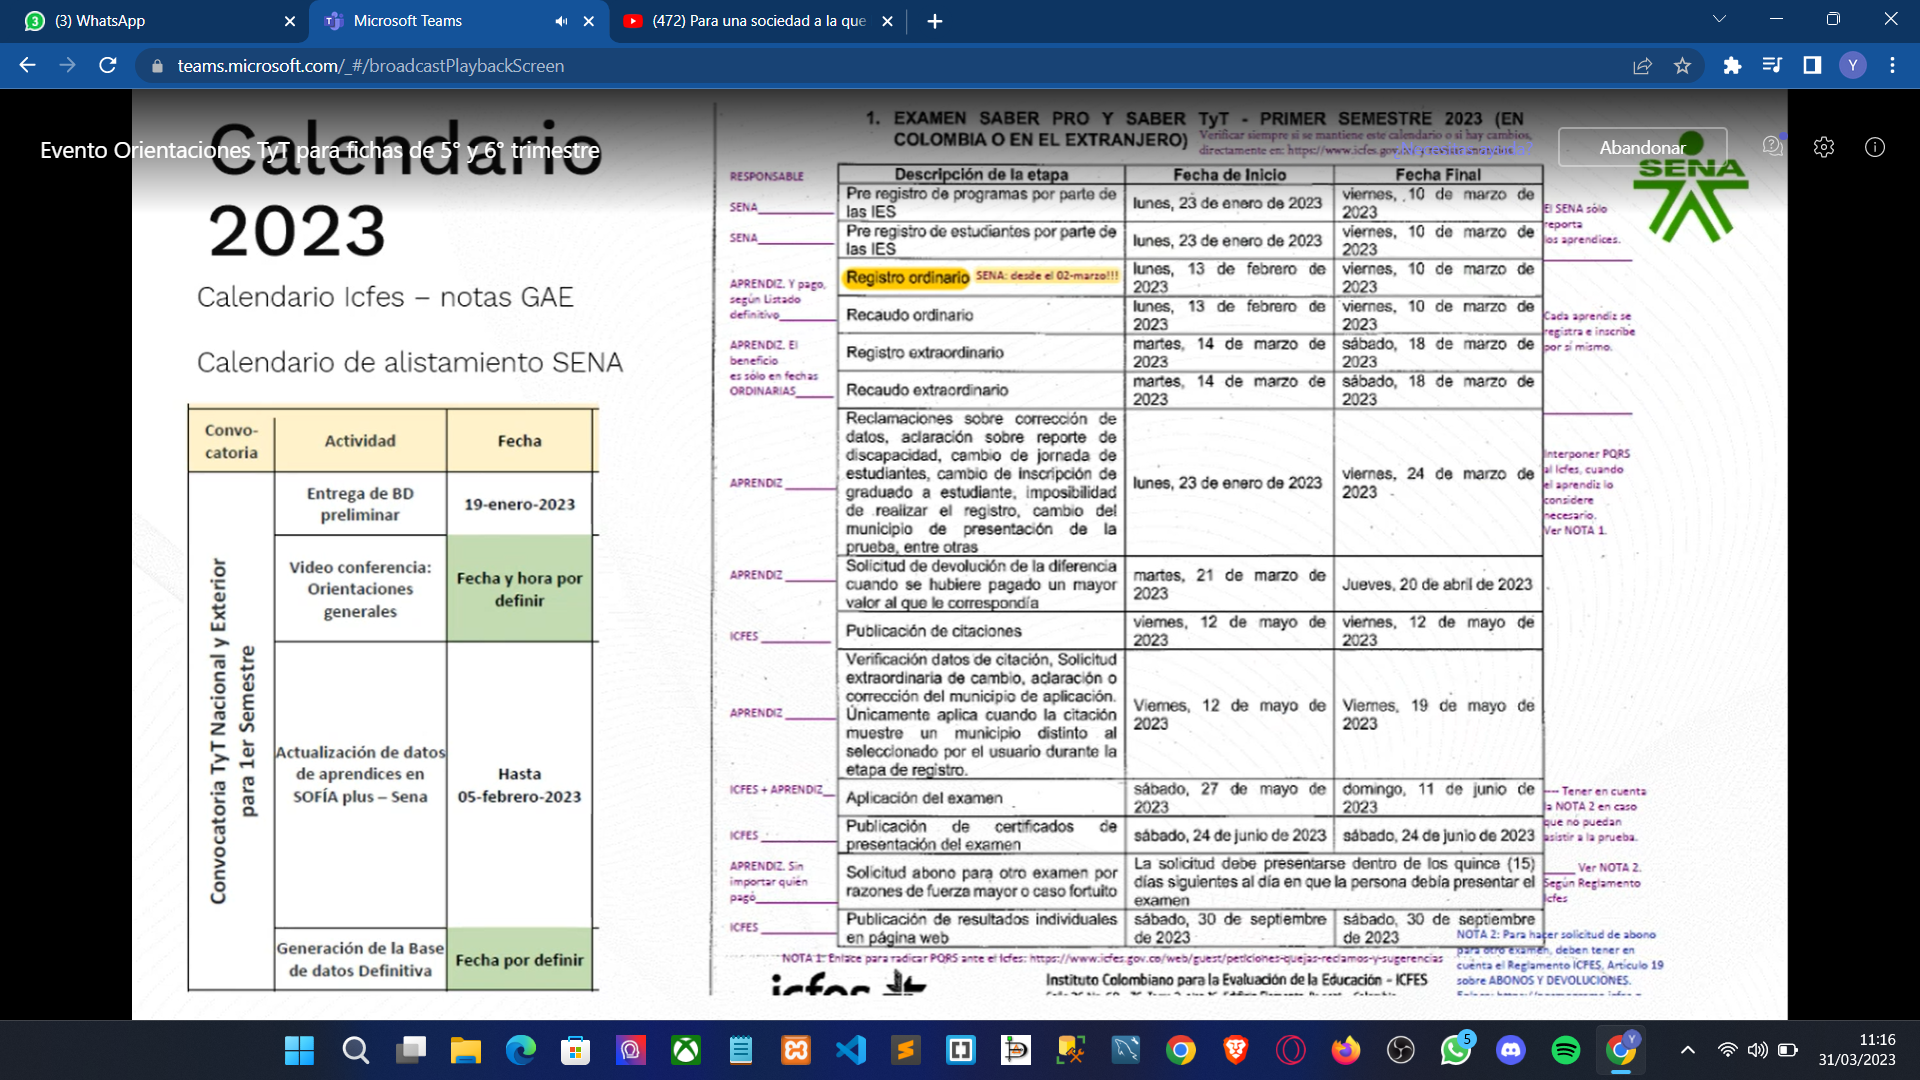 (3) WhatsApp
Microsoft Teams
(472) Para una sociedad a la que
teams.microsoft.com/_#/broadcastPlaybackScreen
Y
Evento Orientaciones TyT para fichas de 5° y 6° trimestre
Abandonar
Calendario
2023
Calendario Icfes – notas GAE
Calendario de alistamiento SENA
Convo-
catoria
Actividad
Fecha
Convocatoria TyT Nacional y Exterior
para 1er Semestre
Entrega de BD
preliminar
19-enero-2023
Video conferencia:
Orientaciones
generales
Fecha y hora por
definir
Actualización de datos
de aprendices en
SOFÍA plus – Sena
Hasta
05-febrero-2023
Generación de la Base
de datos Definitiva
Fecha por definir
1. EXAMEN SABER PRO Y SABER TyT - PRIMER SEMESTRE 2023 (EN
COLOMBIA O EN EL EXTRANJERO)
Verificar siempre si se mantiene este calendario o si hay cambios,
directamente en: https://www.icfes.gov.
SENA
RESPONSABLE
Descripción de la etapa
Fecha de Inicio
Fecha Final
SENA
Pre registro de programas por parte de
las IES
lunes, 23 de enero de 2023
viernes, 10 de marzo de
2023
El SENA sólo
reporta
los aprendices.
SENA
Pre registro de estudiantes por parte de
las IES
lunes, 23 de enero de 2023
viernes, 10 de marzo de
2023
APRENDIZ. Y pago,
según Listado
definitivo
Registro ordinario SENA: desde el 02-marzo!!!
lunes, 13 de febrero de
2023
viernes, 10 de marzo de
2023
Recaudo ordinario
lunes, 13 de febrero de
2023
viernes, 10 de marzo de
2023
Cada aprendiz se
registra e inscribe
por sí mismo.
APRENDIZ. El
beneficio
es sólo en fechas
ORDINARIAS
Registro extraordinario
martes, 14 de marzo de
2023
sábado, 18 de marzo de
2023
Recaudo extraordinario
martes, 14 de marzo de
2023
sábado, 18 de marzo de
2023
APRENDIZ
Reclamaciones sobre corrección de
datos, aclaración sobre reporte de
discapacidad, cambio de jornada de
estudiantes, cambio de inscripción de
graduado a estudiante, imposibilidad
de realizar el registro, cambio del
municipio de presentación de la
prueba, entre otras
lunes, 23 de enero de 2023
viernes, 24 de marzo de
2023
Interponer PQRS
al Icfes, cuando
el aprendiz lo
considere
necesario.
Ver NOTA 1.
APRENDIZ
Solicitud de devolución de la diferencia
cuando se hubiere pagado un mayor
valor al que le correspondía
martes, 21 de marzo de
2023
Jueves, 20 de abril de 2023
ICFES
Publicación de citaciones
viernes, 12 de mayo de
2023
viernes, 12 de mayo de
2023
APRENDIZ
Verificación datos de citación, Solicitud
extraordinaria de cambio, aclaración o
corrección del municipio de aplicación.
Únicamente aplica cuando la citación
muestre un municipio distinto al
seleccionado por el usuario durante la
etapa de registro.
Viernes, 12 de mayo de
2023
Viernes, 19 de mayo de
2023
ICFES + APRENDIZ
Aplicación del examen
sábado, 27 de mayo de
2023
domingo, 11 de junio de
2023
Tener en cuenta
la NOTA 2 en caso
que no puedan
asistir a la prueba.
ICFES
Publicación de certificados de
presentación del examen
sábado, 24 de junio de 2023
sábado, 24 de junio de 2023
APRENDIZ. Sin
importar quién
pagó
Solicitud abono para otro examen por
razones de fuerza mayor o caso fortuito
La solicitud debe presentarse dentro de los quince (15)
días siguientes al día en que la persona debía presentar el
examen
Ver NOTA 2.
Según Reglamento
Icfes
ICFES
Publicación de resultados individuales
en página web
sábado, 30 de septiembre
de 2023
sábado, 30 de septiembre
de 2023
NOTA 2: Para hacer solicitud de abono
para otro examen, deben tener en
cuenta el Reglamento ICFES, Artículo 19
sobre ABONOS Y DEVOLUCIONES.
NOTA 1: Enlace para radicar PQRS ante el Icfes: https://www.icfes.gov.co/web/guest/peticiones-quejas-reclamos-y-sugerencias
icfes
Instituto Colombiano para la Evaluación de la Educación – ICFES
5
Y
11:16
31/03/2023